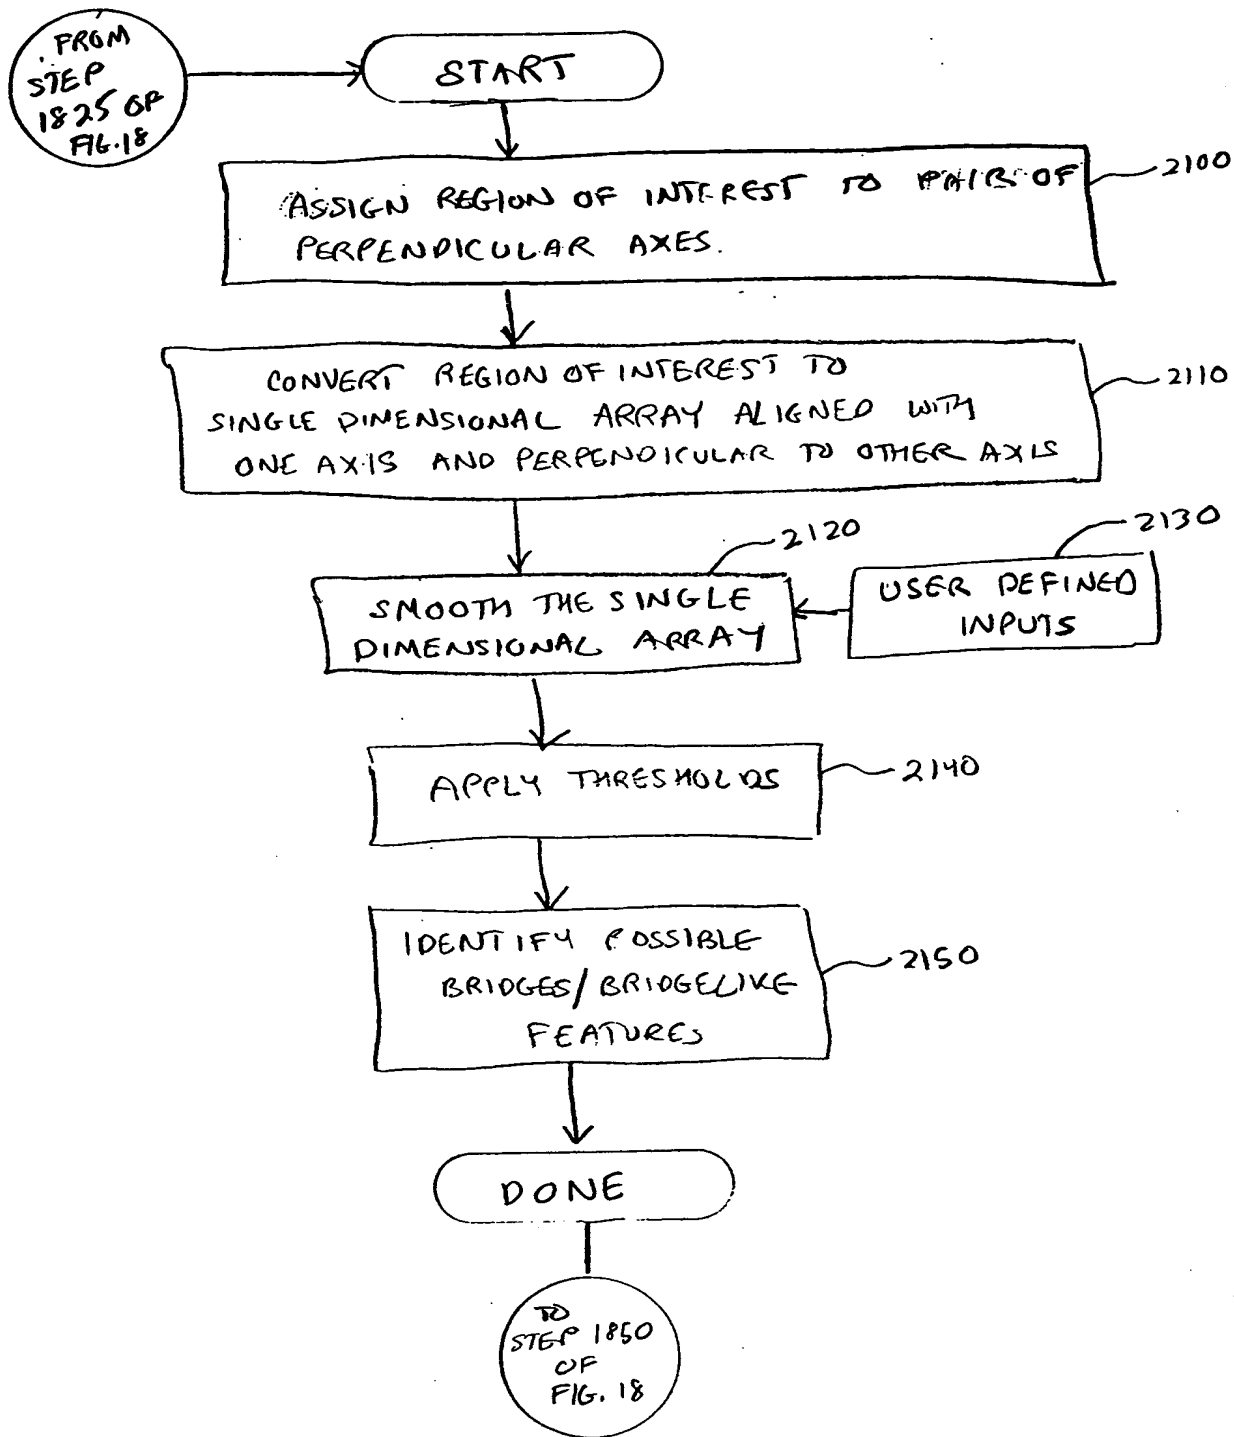 FROM
STEP
1825 OF
FIG.18
START
ASSIGN REGION OF INTEREST TO PAIR OF
PERPENDICULAR AXES.
2100
CONVERT REGION OF INTEREST TO
SINGLE DIMENSIONAL ARRAY ALIGNED WITH
ONE AXIS AND PERPENDICULAR TO OTHER AXIS
2110
2120
SMOOTH THE SINGLE
DIMENSIONAL ARRAY
2130
USER DEFINED
INPUTS
APPLY THRESHOLDS
2140
IDENTIFY POSSIBLE
BRIDGES/BRIDGELIKE
FEATURES
2150
DONE
TO
STEP 1850
OF
FIG. 18